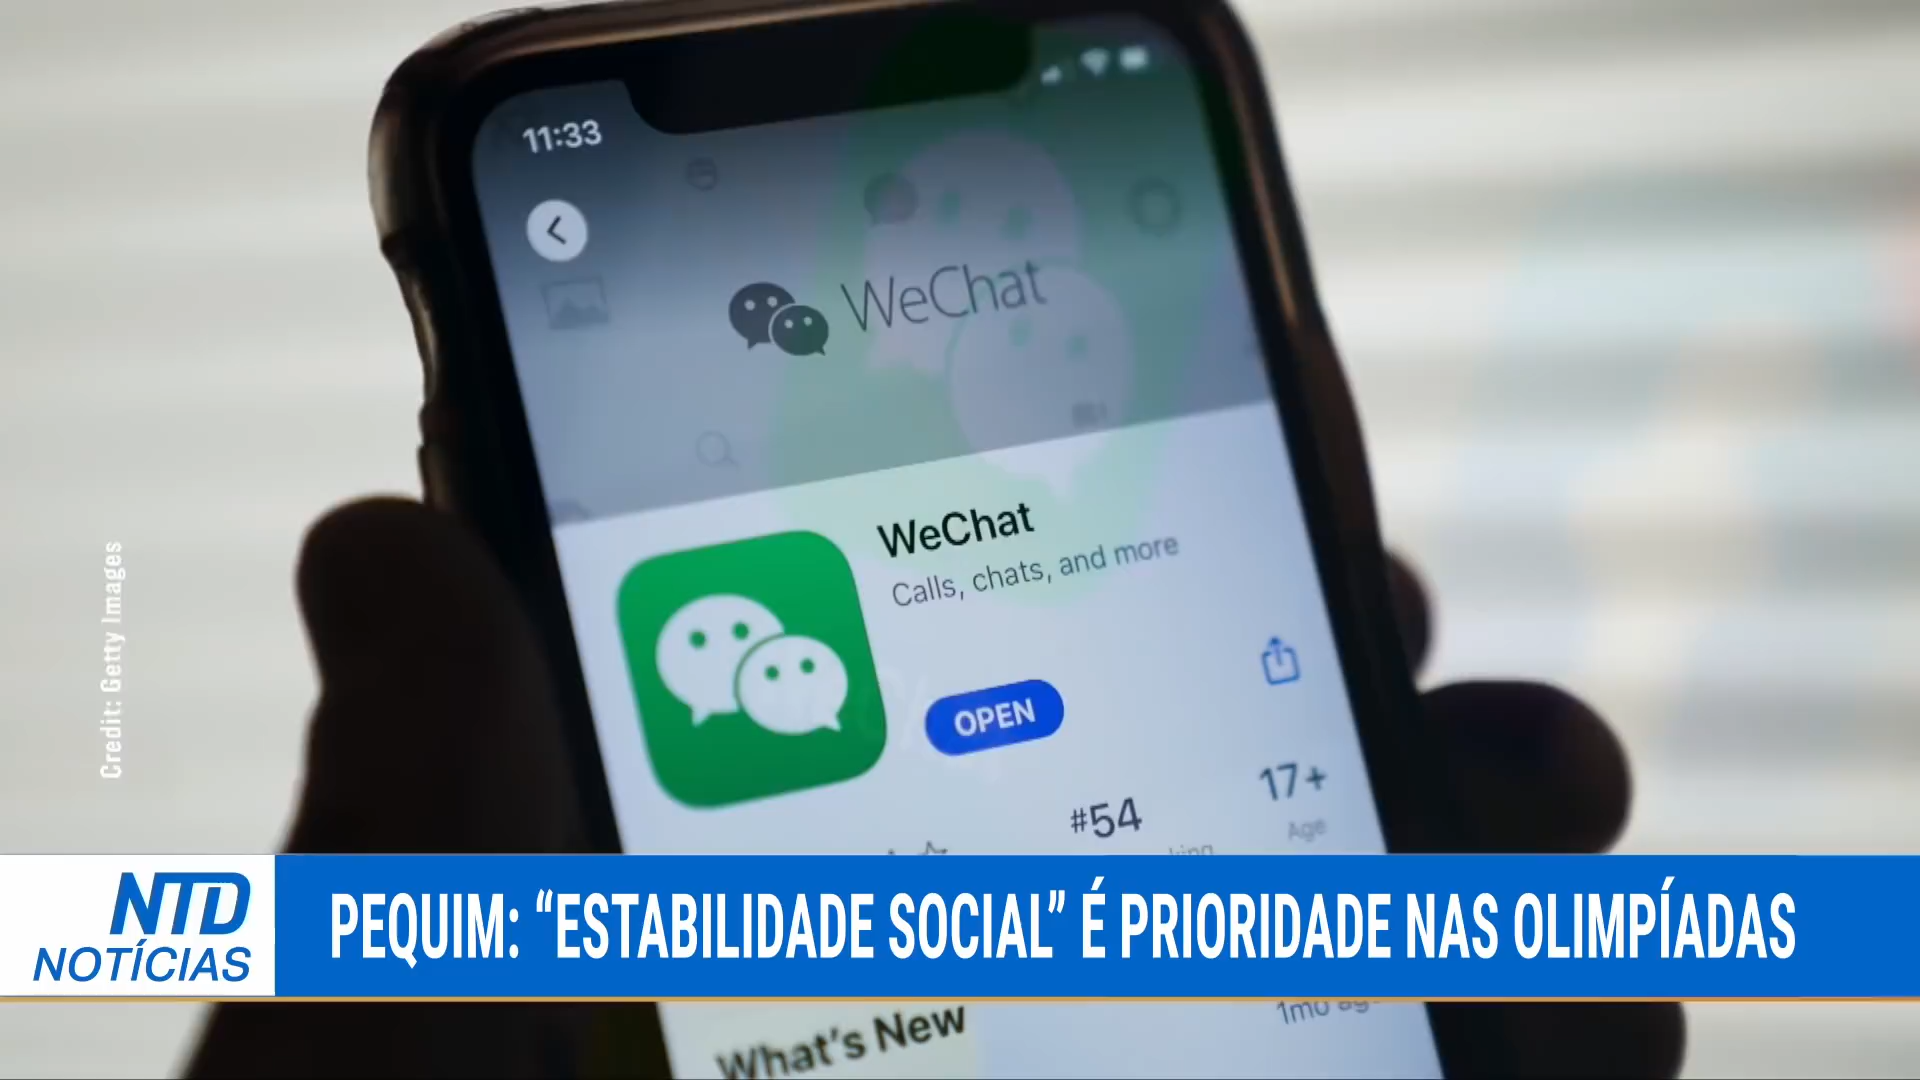 11:33
WeChat
WeChat
Calls, chats, and more
OPEN
#54
17+
Age
Credit: Getty Images
NTD
NOTÍCIAS
PEQUIM: “ESTABILIDADE SOCIAL” É PRIORIDADE NAS OLIMPÍADAS
What's New
1mo